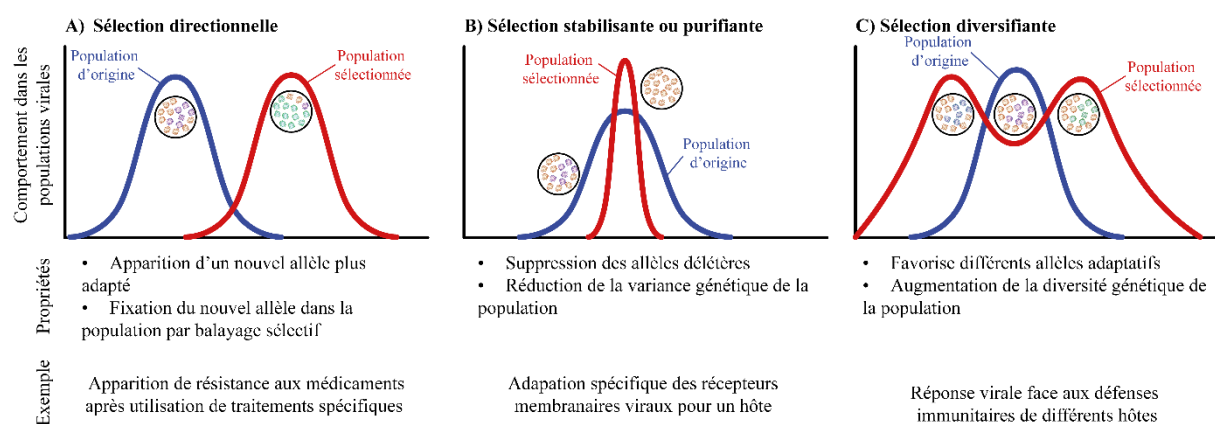 A) Sélection directionnelle
Population
d'origine
Population
sélectionnée
B) Sélection stabilisante ou purifiante
Population
sélectionnée
Population
d'origine
C) Sélection diversifiante
Population
d'origine
Population
sélectionnée
Comportement dans les
populations virales
Propriétés
• Apparition d'un nouvel allèle plus
adapté
• Fixation du nouvel allèle dans la
population par balayage sélectif
• Suppression des allèles délétères
• Réduction de la variance génétique de la
population
• Favorise différents allèles adaptatifs
• Augmentation de la diversité génétique de
la population
Exemple
Apparition de résistance aux médicaments
après utilisation de traitements spécifiques
Adapation spécifique des récepteurs
membranaires viraux pour un hôte
Réponse virale face aux défenses
immunitaires de différents hôtes